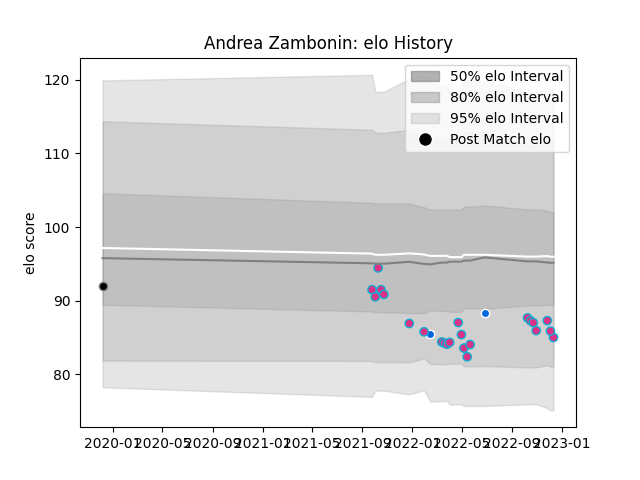 Andrea Zambonin: elo History
120
110
100
90
80
elo score
50% elo Interval
80% elo Interval
95% elo Interval
Post Match elo
2020-01 2020-05 2020-09 2021-01 2021-05 2021-09 2022-01 2022-05 2022-09 2023-01